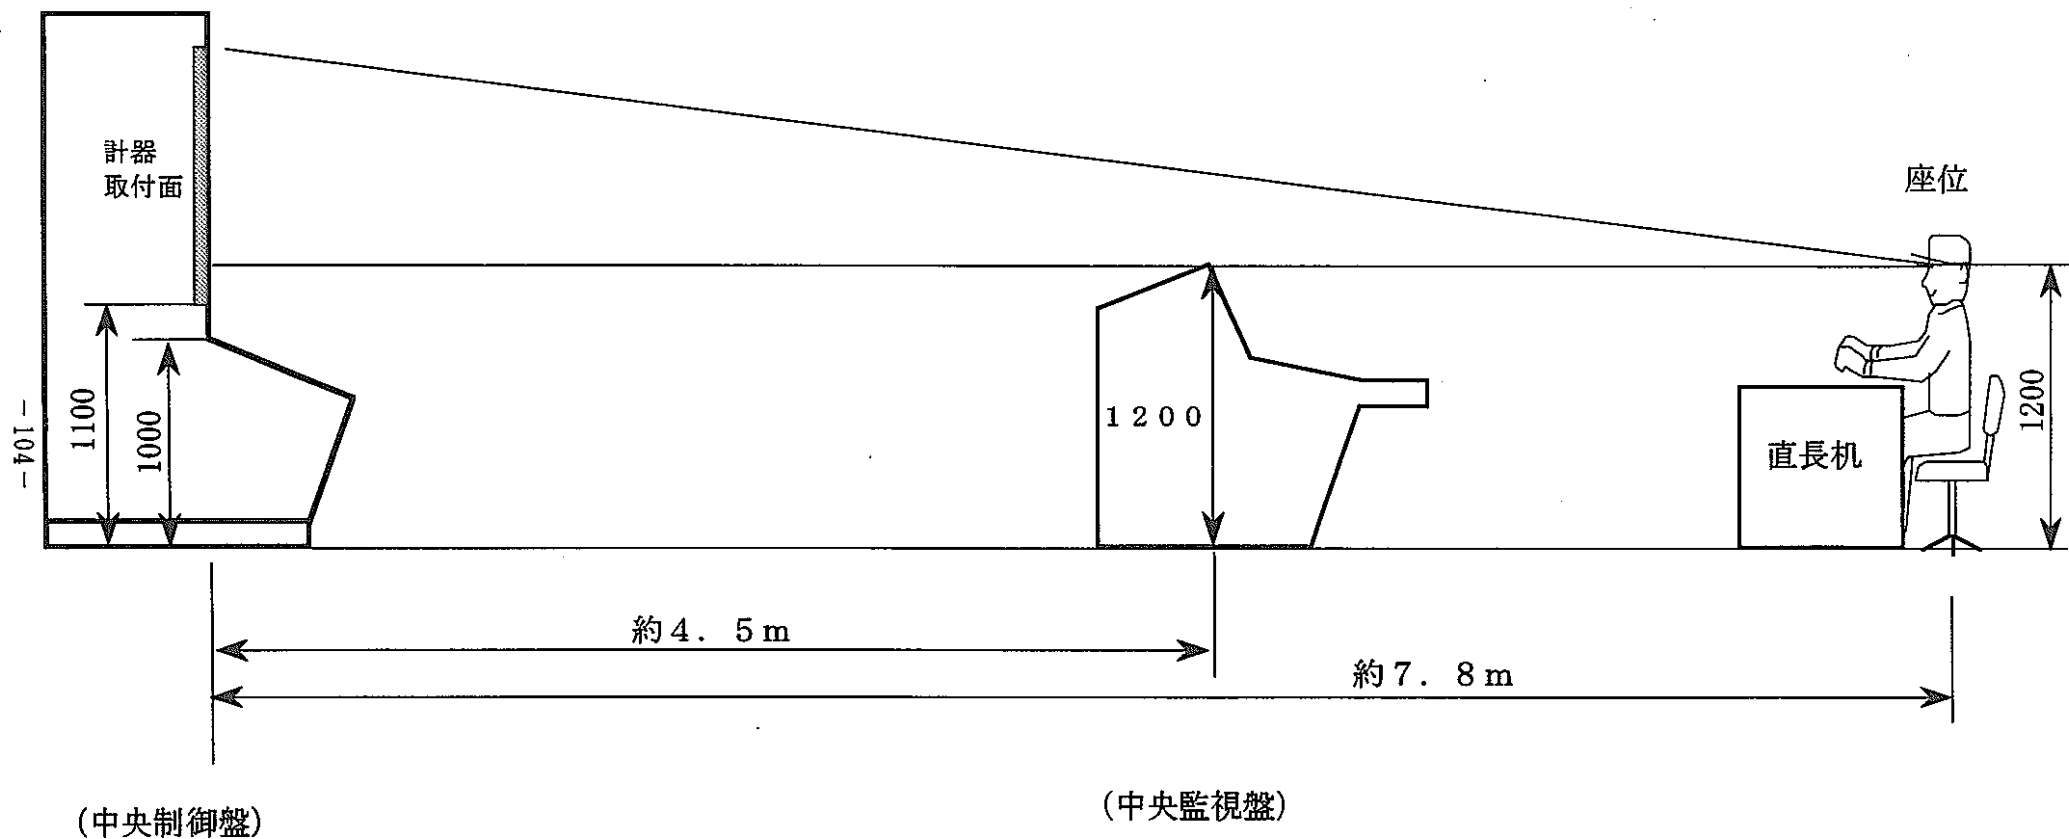 計器
取付面
座位
1100
1000
1200
直長机
1200
-104-
約4．5m
約7．8m
(中央制御盤)
(中央監視盤)